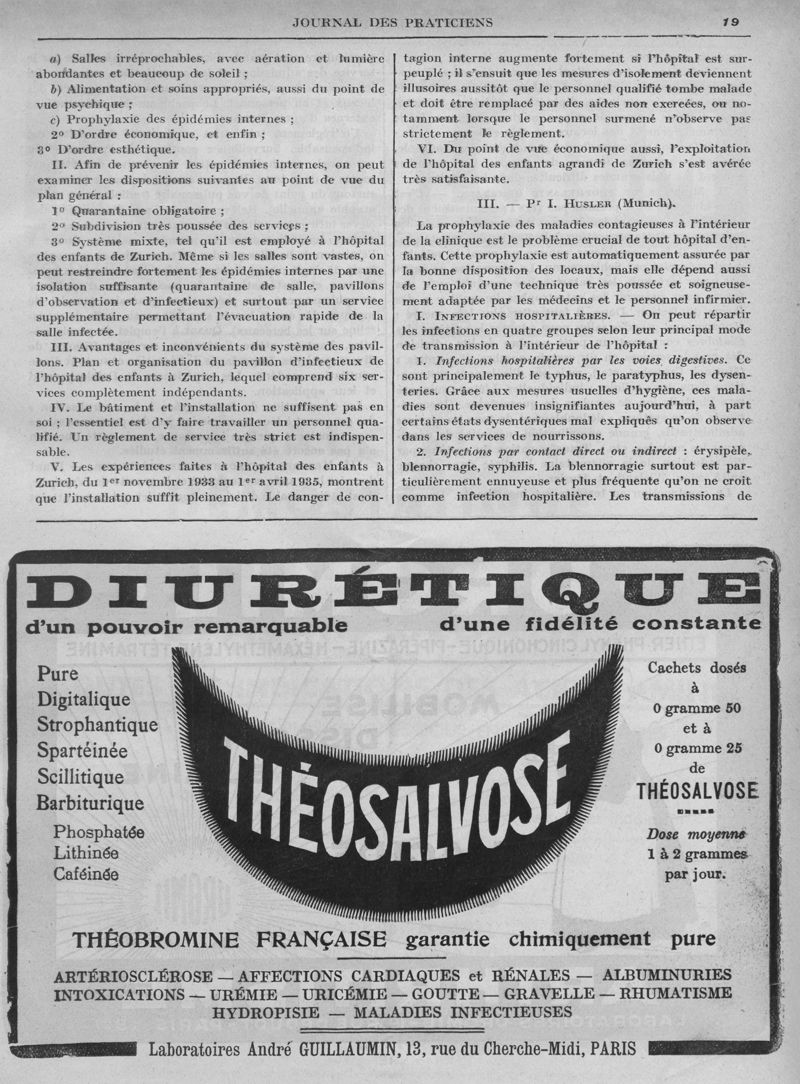 JOURNAL DES PRATICIENS 19
a) Salles irréprochables, avec aération et lumière
abondantes et beaucoup de soleil ;
b) Alimentation et soins appropriés, aussi du point de
vue psychique ;
c) Prophylaxie des épidémies internes ;
2º D'ordre économique, et enfin ;
3º D'ordre esthétique.
II. Afin de prévenir les épidémies internes, on peut
examiner les dispositions suivantes au point de vue du
plan général :
1º Quarantaine obligatoire ;
2º Subdivision très poussée des services ;
3º Système mixte, tel qu'il est employé à l'hôpital
des enfants de Zurich. Même si les salles sont vastes, on
peut restreindre fortement les épidémies internes par une
isolation suffisante (quarantaine de salle, pavillons
d'observation et d'infectieux) et surtout par un service
supplémentaire permettant l'évacuation rapide de la
salle infectée.
III. Avantages et inconvénients du système des pavil-
lons. Plan et organisation du pavillon d'infectieux de
l'hôpital des enfants à Zurich, lequel comprend six ser-
vices complètement indépendants.
IV. Le bâtiment et l'installation ne suffisent pas en
soi ; l'essentiel est d'y faire travailler un personnel qua-
lifié. Un règlement de service très strict est indispen-
sable.
V. Les expériences faites à l'hôpital des enfants à
Zurich, du 1er novembre 1933 au 1er avril 1935, montrent
que l'installation suffit pleinement. Le danger de con-
tagion interne augmente fortement si l'hôpital est sur-
peuplé ; il s'ensuit que les mesures d'isolement deviennent
illusoires aussitôt que le personnel qualifié tombe malade
et doit être remplacé par des aides non exercées, ou no-
tamment lorsque le personnel surmené n'observe pas
strictement le règlement.
VI. Du point de vue économique aussi, l'exploitation
de l'hôpital des enfants agrandi de Zurich s'est avérée
très satisfaisante.
III. — Pr I. HUSLER (Munich).
La prophylaxie des maladies contagieuses à l'intérieur
de la clinique est le problème crucial de tout hôpital d'en-
fants. Cette prophylaxie est automatiquement assurée par
la bonne disposition des locaux, mais elle dépend aussi
de l'emploi d'une technique très poussée et soigneuse-
ment adaptée par les médecins et le personnel infirmier.
I. INFECTIONS HOSPITALIÈRES. — On peut répartir
les infections en quatre groupes selon leur principal mode
de transmission à l'intérieur de l'hôpital :
1. Infections hospitalières par les voies digestives. Ce
sont principalement le typhus, le paratyphus, les dysen-
teries. Grâce aux mesures usuelles d'hygiène, ces mala-
dies sont devenues insignifiantes aujourd'hui, à part
certains états dysentériques mal expliqués qu'on observe
dans les services de nourrissons.
2. Infections par contact direct ou indirect : érysipèle,
blennorragie, syphilis. La blennorragie surtout est par-
ticulièrement ennuyeuse et plus fréquente qu'on ne croit
comme infection hospitalière. Les transmissions de
DIURÉTIQUE
d'un pouvoir remarquable d'une fidélité constante
Pure
Digitalique
Strophantique
Spartéinée
Scillitique
Barbiturique
Phosphatée
Lithinée
Caféinée
THÉOSALVOSE
Cachets dosés
à
0 gramme 50
et à
0 gramme 25
de
THÉOSALVOSE
Dose moyenne
1 à 2 grammes
par jour.
THÉOBROMINE FRANÇAISE garantie chimiquement pure
ARTÉRIOSCLÉROSE — AFFECTIONS CARDIAQUES et RÉNALES — ALBUMINURIES
INTOXICATIONS — URÉMIE — URICÉMIE — GOUTTE — GRAVELLE — RHUMATISME
HYDROPISIE — MALADIES INFECTIEUSES
Laboratoires André GUILLAUMIN, 13, rue du Cherche-Midi, PARIS